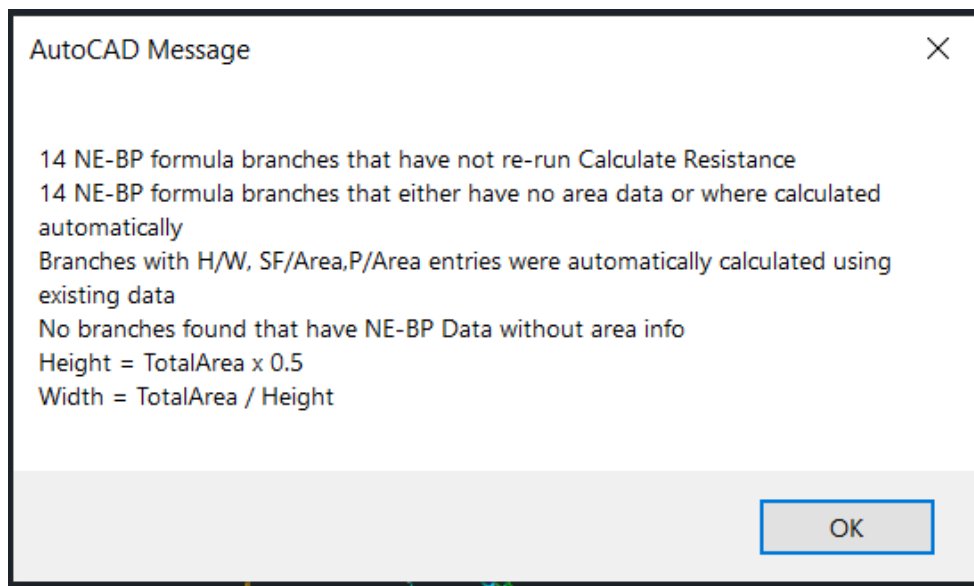 AutoCAD Message
14 NE-BP formula branches that have not re-run Calculate Resistance
14 NE-BP formula branches that either have no area data or where calculated
automatically
Branches with H/W, SF/Area,P/Area entries were automatically calculated using
existing data
No branches found that have NE-BP Data without area info
Height = TotalArea x 0.5
Width = TotalArea / Height
OK